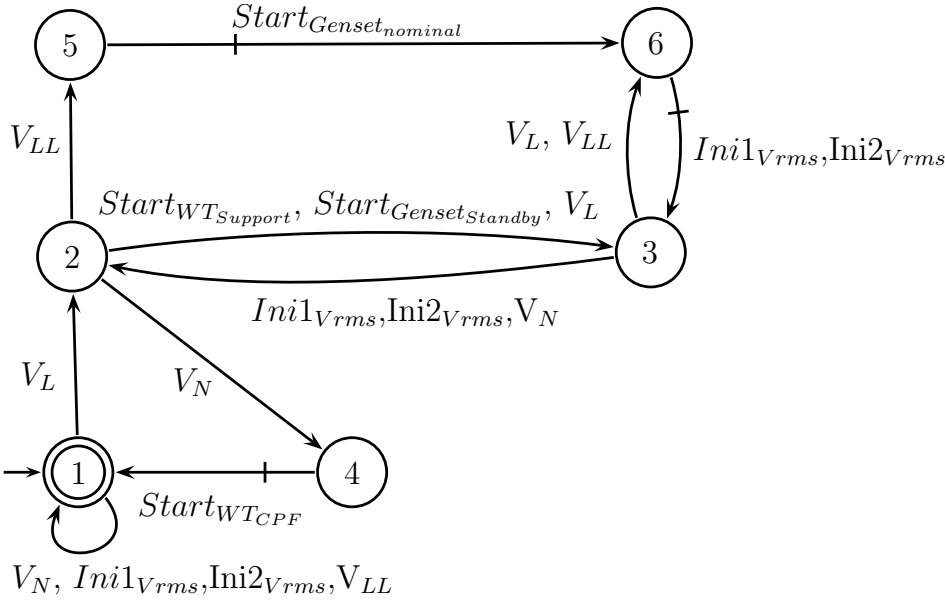 Start_{Genset_{nominal}}
5
6
V_{LL}
V_L, V_{LL}
Ini1_{Vrms},Ini2_{Vrms}
Start_{WT_{Support}}, Start_{Genset_{Standby}}, V_L
2
3
Ini1_{Vrms},Ini2_{Vrms},V_N
V_L
V_N
1
4
Start_{WT_{CPF}}
V_N, Ini1_{Vrms},Ini2_{Vrms},V_{LL}